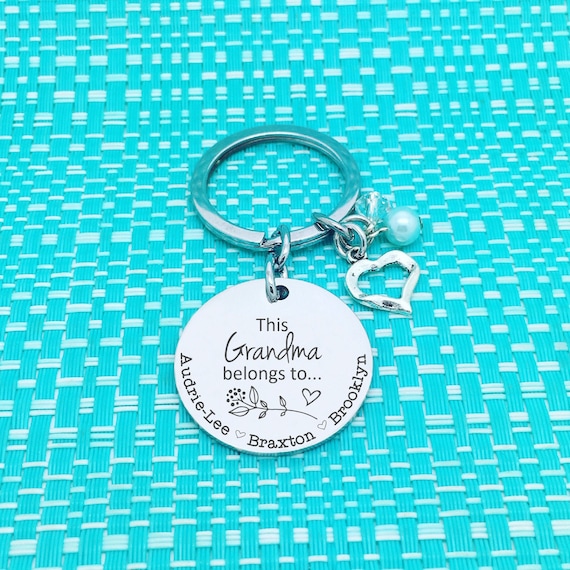 This
Grandma
belongs to...
Audrie-Lee ♡ Braxton ♡ Brooklyn